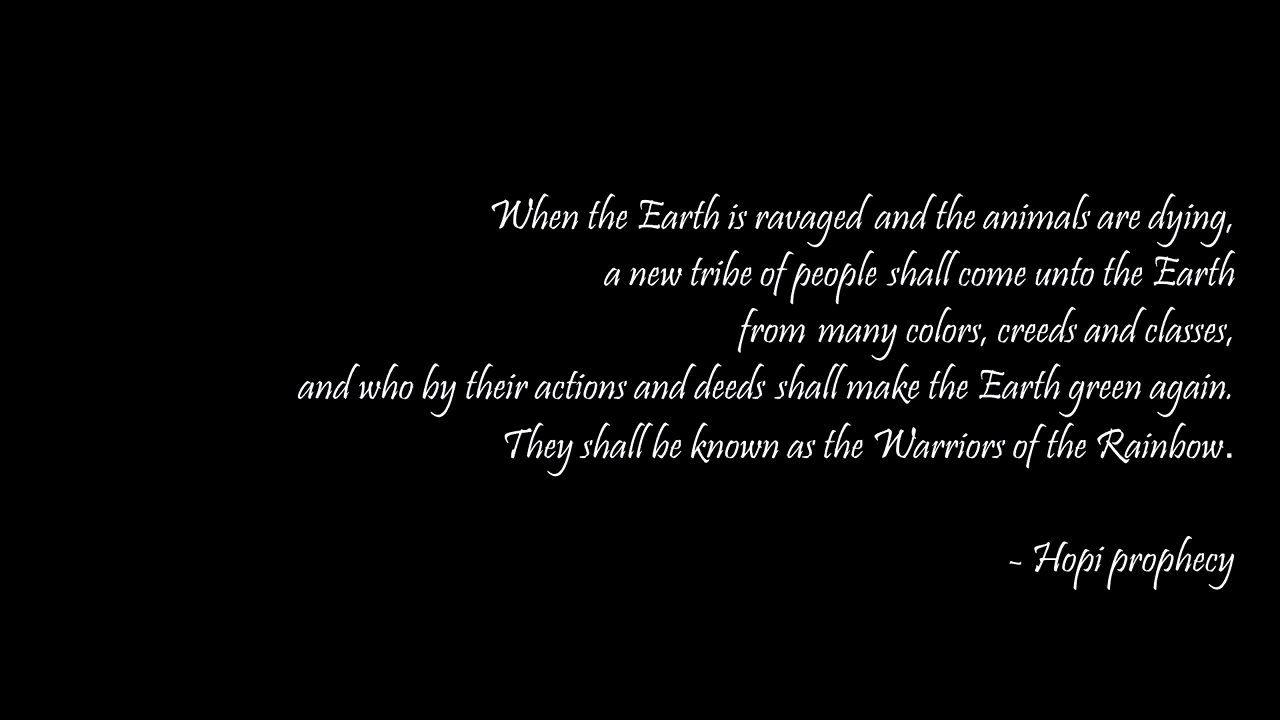 When the Earth is ravaged and the animals are dying,
a new tribe of people shall come unto the Earth
from many colors, creeds and classes,
and who by their actions and deeds shall make the Earth green again.
They shall be known as the Warriors of the Rainbow.
- Hopi prophecy